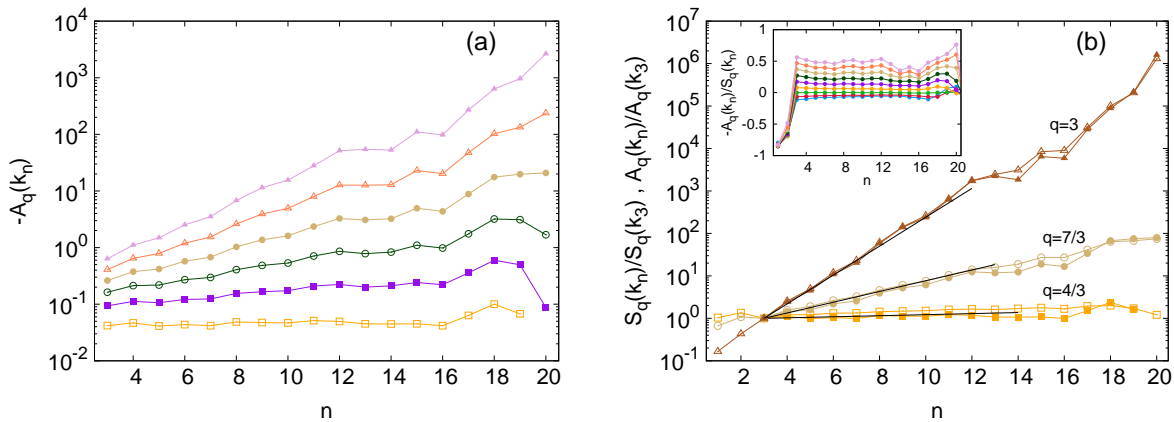 10^4
10^3
10^2
10^1
10^0
10^-1
10^-2
-A_q(k_n)
(a)
4 6 8 10 12 14 16 18 20
n
10^7
10^6
10^5
10^4
10^3
10^2
10^1
10^0
10^-1
S_q(k_n)/S_q(k_3) , A_q(k_n)/A_q(k_3)
(b)
1
0.5
0
-0.5
-1
-A_q(k_n)/S_q(k_n)
4 8 12 16 20
n
q=3
q=7/3
q=4/3
2 4 6 8 10 12 14 16 18 20
n